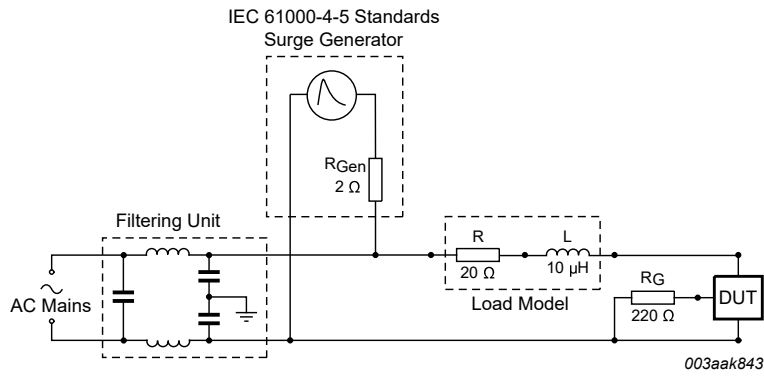 IEC 61000-4-5 Standards
Surge Generator
RGen
2 Ω
Filtering Unit
R
L
20 Ω
10 µH
RG
AC Mains
Load Model
220 Ω
DUT
003aak843